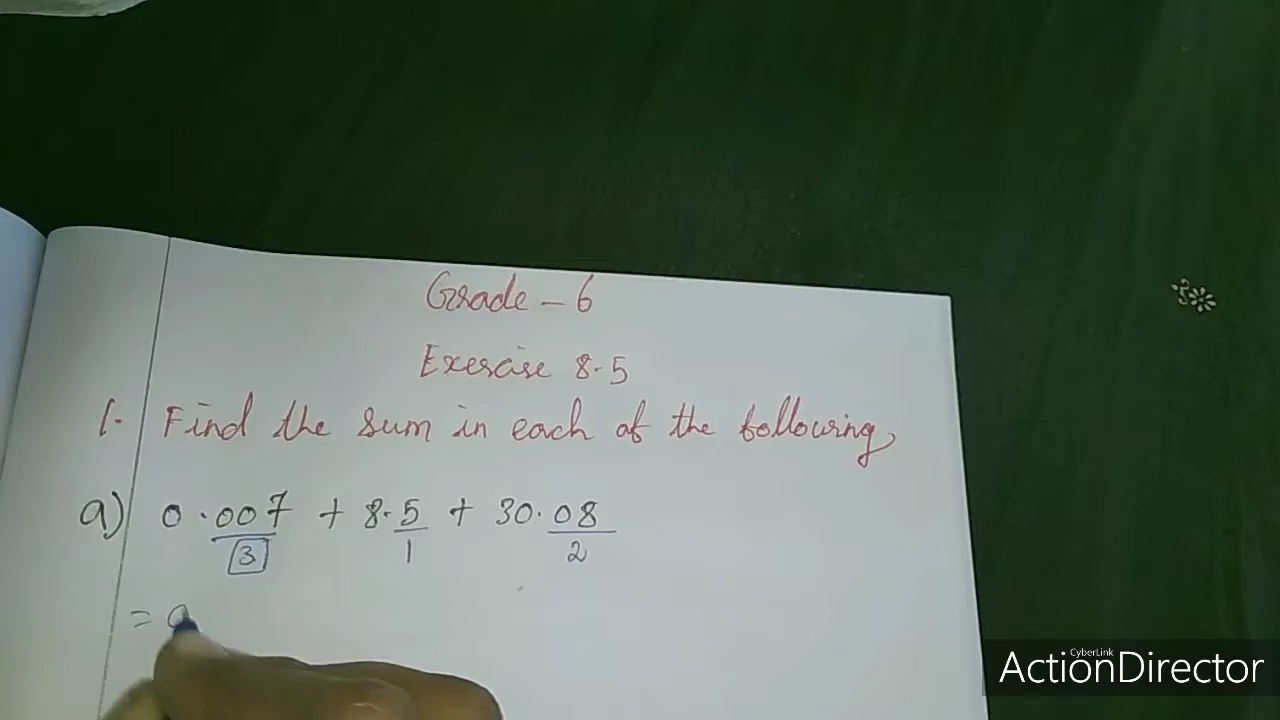 Grade - 6
Exercise 8.5
1. Find the sum in each of the following,
a) 0.007 + 8.5 + 30.08
3 1 2
= 0
CyberLink
ActionDirector